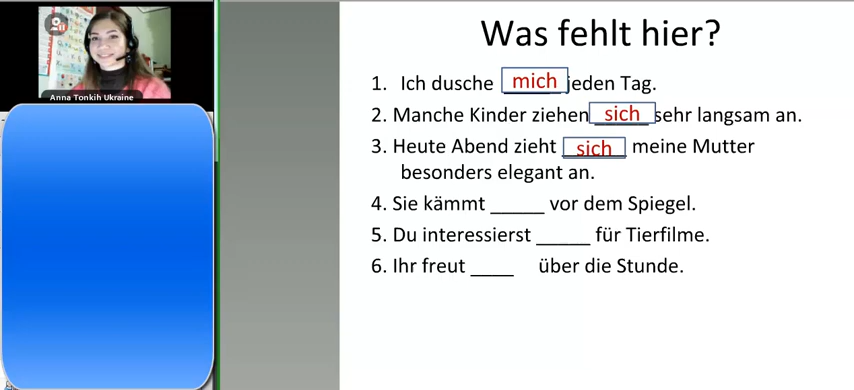 Anna Tonkih Ukraine
Was fehlt hier?
1. Ich dusche mich jeden Tag.
2. Manche Kinder ziehen sich sehr langsam an.
3. Heute Abend zieht sich meine Mutter
besonders elegant an.
4. Sie kämmt _____ vor dem Spiegel.
5. Du interessierst _____ für Tierfilme.
6. Ihr freut ____ über die Stunde.